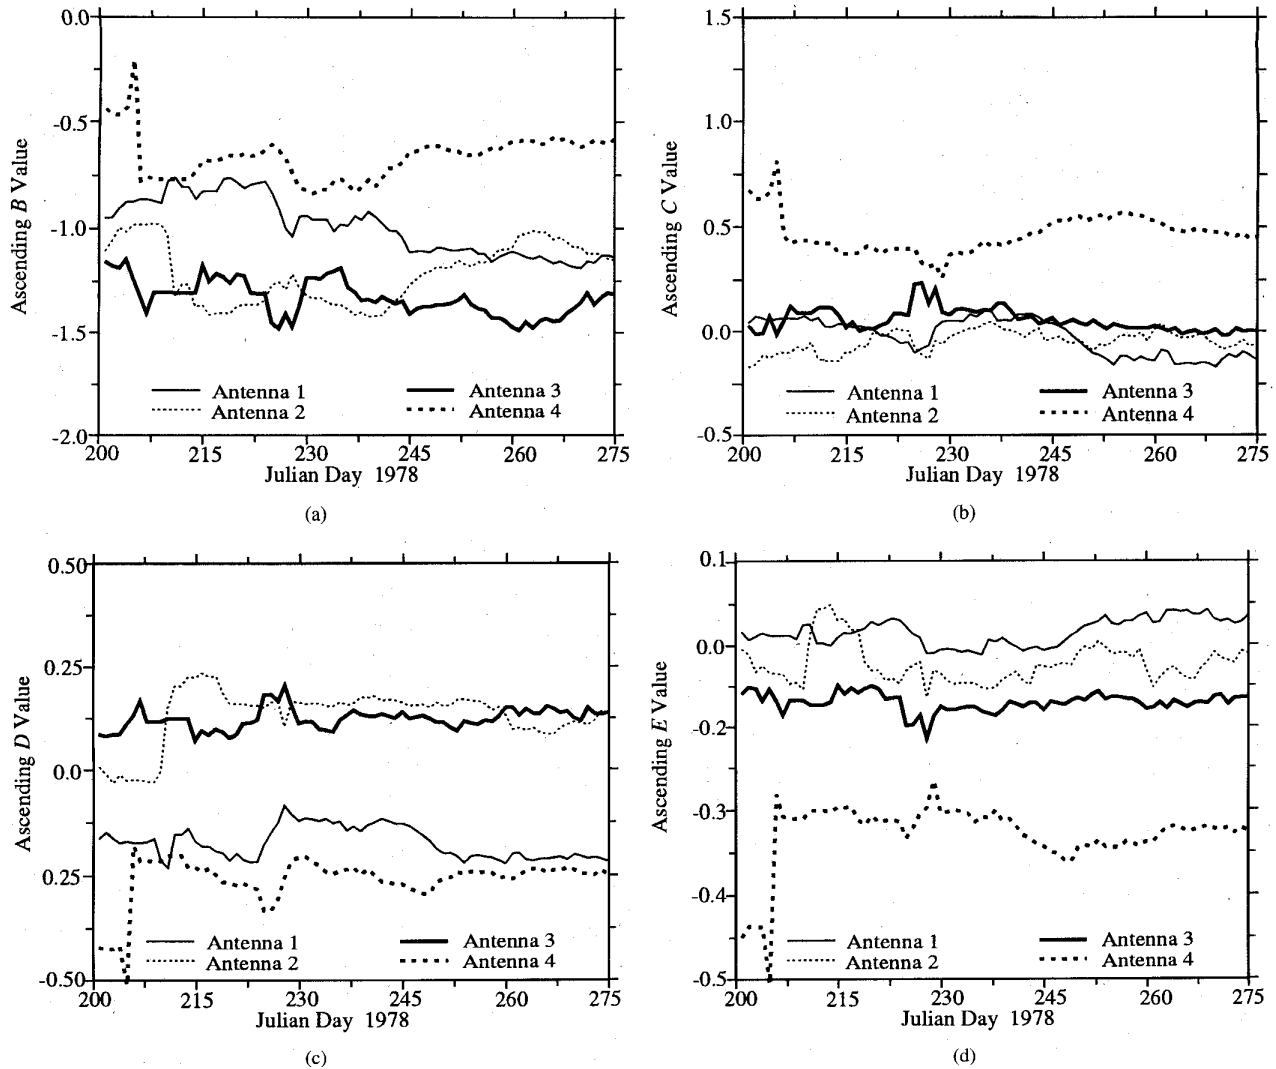 0.0
-0.5
-1.0
-1.5
-2.0
Ascending B Value
Antenna 1
Antenna 2
Antenna 3
Antenna 4
200 215 230 245 260 275
Julian Day 1978
(a)
1.5
1.0
0.5
0.0
-0.5
Ascending C Value
Antenna 1
Antenna 2
Antenna 3
Antenna 4
200 215 230 245 260 275
Julian Day 1978
(b)
0.50
0.25
0.0
0.25
-0.50
Ascending D Value
Antenna 1
Antenna 2
Antenna 3
Antenna 4
200 215 230 245 260 275
Julian Day 1978
(c)
0.1
0.0
-0.2
-0.3
-0.4
-0.5
Ascending E Value
Antenna 1
Antenna 2
Antenna 3
Antenna 4
200 215 230 245 260 275
Julian Day 1978
(d)